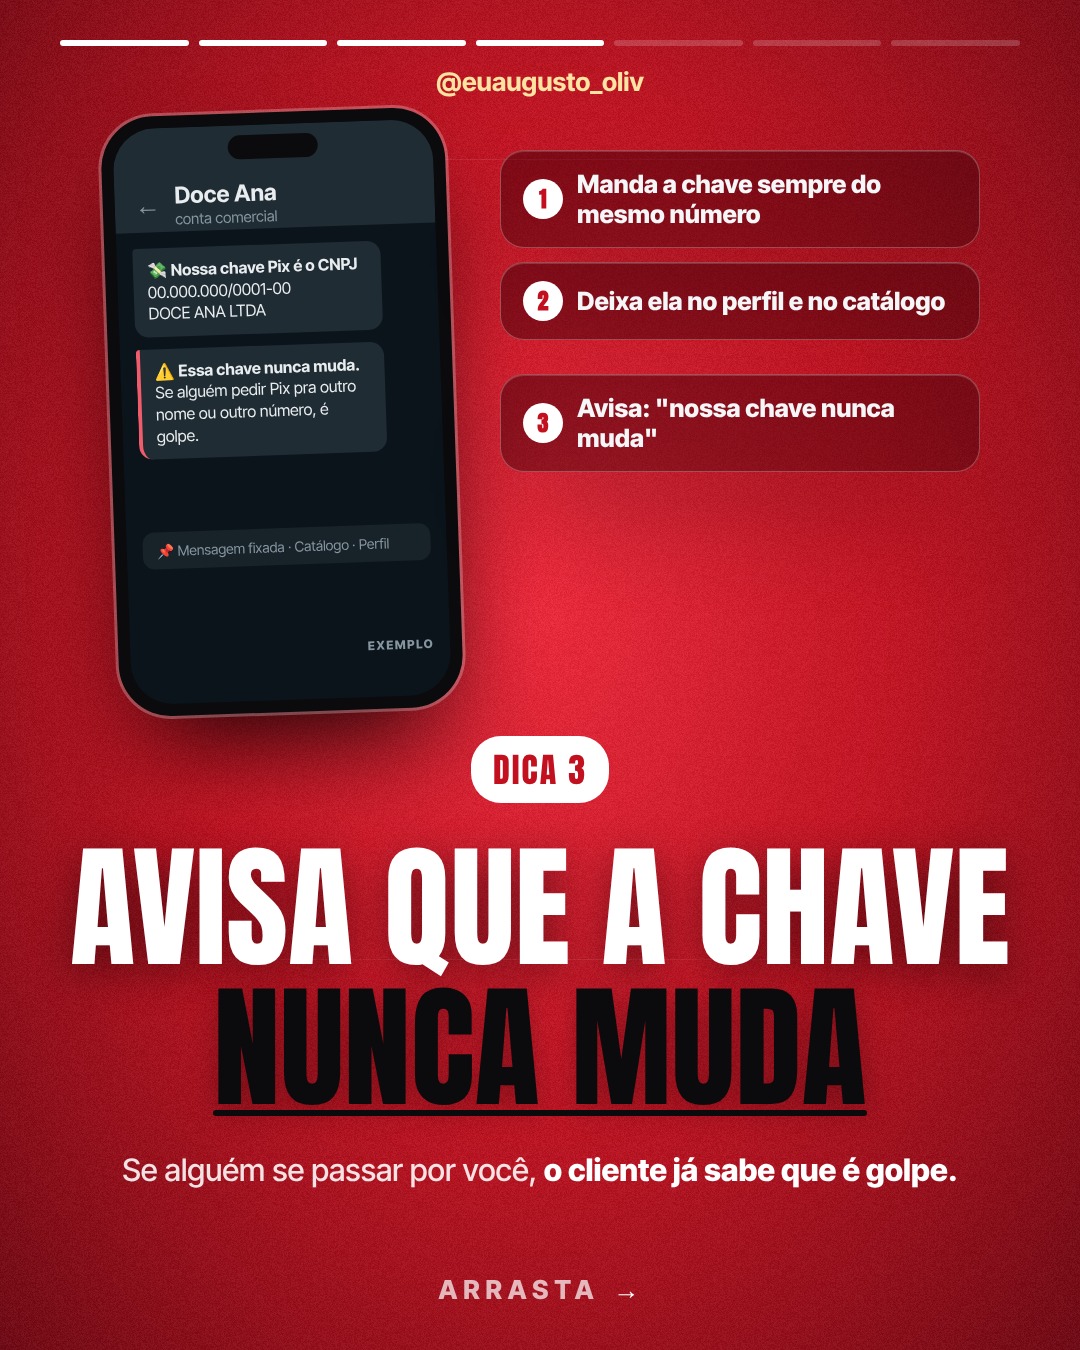 @euaugusto_oliv
← Doce Ana
conta comercial
💸 Nossa chave Pix é o CNPJ
00.000.000/0001-00
DOCE ANA LTDA
⚠️ Essa chave nunca muda.
Se alguém pedir Pix pra outro
nome ou outro número, é
golpe.
📌 Mensagem fixada · Catálogo · Perfil
EXEMPLO
1 Manda a chave sempre do
mesmo número
2 Deixa ela no perfil e no catálogo
3 Avisa: "nossa chave nunca
muda"
DICA 3
AVISA QUE A CHAVE
NUNCA MUDA
Se alguém se passar por você, o cliente já sabe que é golpe.
ARRASTA →